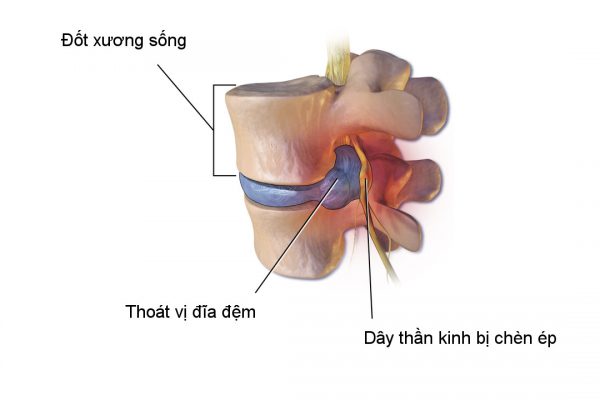 Đốt xương sống
Thoát vị đĩa đệm
Dây thần kinh bị chèn ép